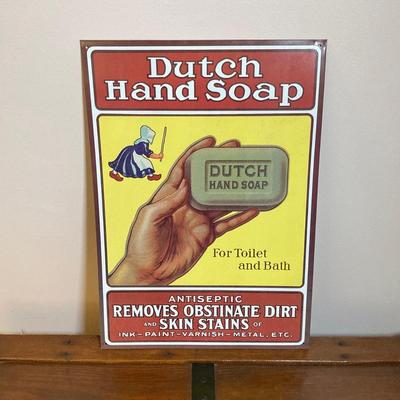 Dutch
Hand Soap
DUTCH
HAND SOAP
For Toilet
and Bath
ANTISEPTIC
REMOVES OBSTINATE DIRT
AND SKIN STAINS OF
INK-PAINT-VARNISH-METAL, ETC.